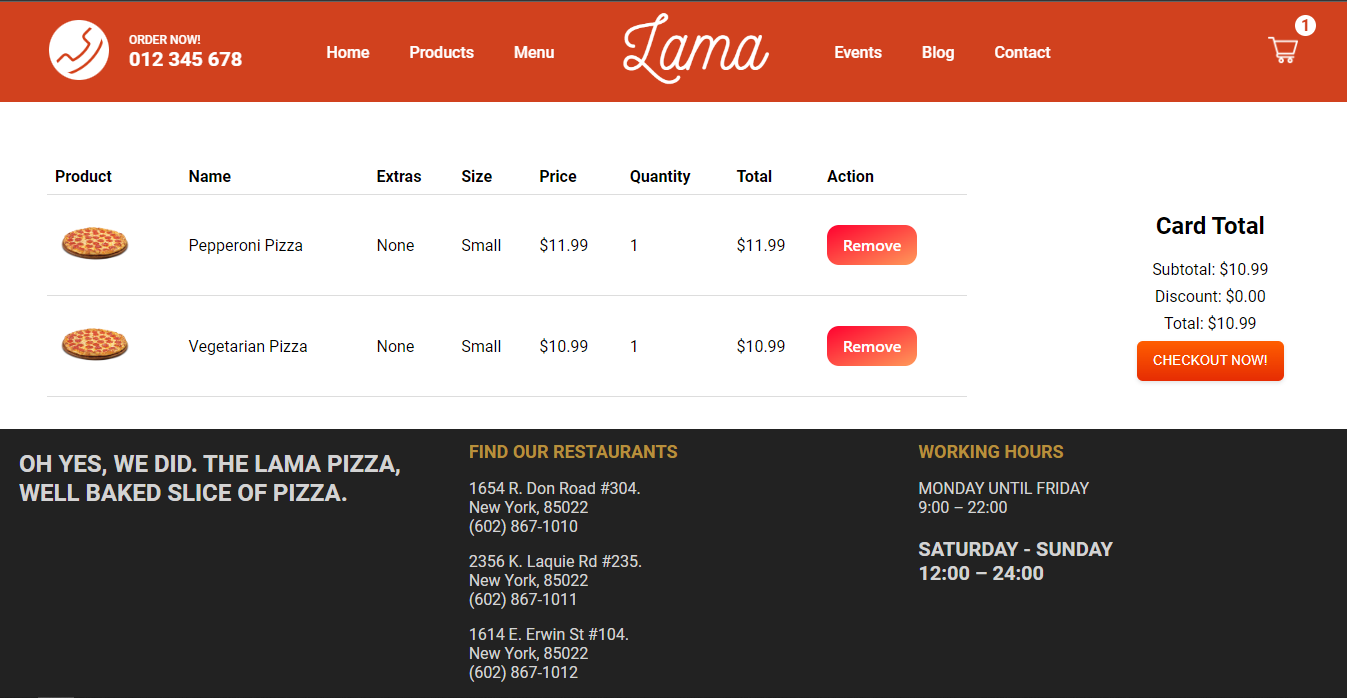 ORDER NOW!
012 345 678
Home Products Menu Lama Events Blog Contact 1
Product Name Extras Size Price Quantity Total Action
Pepperoni Pizza None Small $11.99 1 $11.99 Remove
Vegetarian Pizza None Small $10.99 1 $10.99 Remove
Card Total
Subtotal: $10.99
Discount: $0.00
Total: $10.99
CHECKOUT NOW!
OH YES, WE DID. THE LAMA PIZZA,
WELL BAKED SLICE OF PIZZA.
FIND OUR RESTAURANTS
1654 R. Don Road #304.
New York, 85022
(602) 867-1010
2356 K. Laquie Rd #235.
New York, 85022
(602) 867-1011
1614 E. Erwin St #104.
New York, 85022
(602) 867-1012
WORKING HOURS
MONDAY UNTIL FRIDAY
9:00 – 22:00
SATURDAY - SUNDAY
12:00 – 24:00